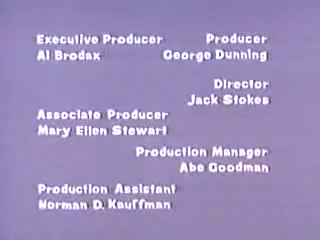 Executive Producer
Al Brodax
Producer
George Dunning
Director
Jack Stokes
Associate Producer
Mary Ellen Stewart
Production Manager
Abe Goodman
Production Assistant
Norman D. Kauffman